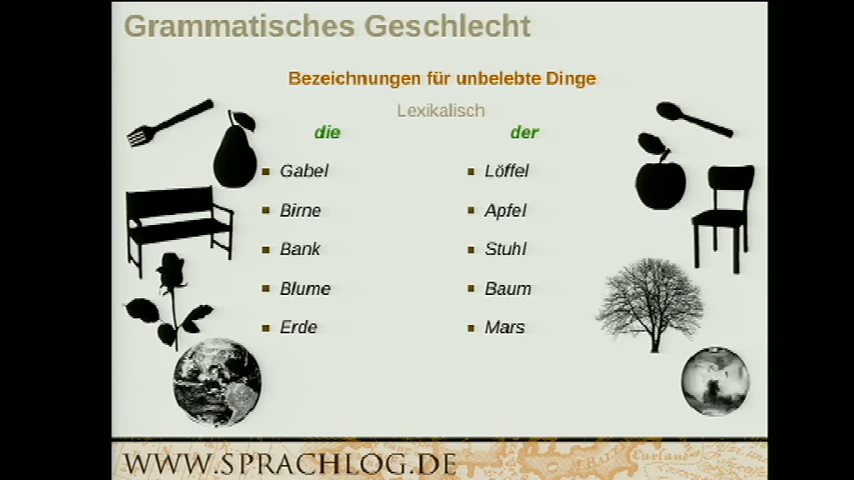 Grammatisches Geschlecht
Bezeichnungen für unbelebte Dinge
Lexikalisch
die der
Gabel Löffel
Birne Apfel
Bank Stuhl
Blume Baum
Erde Mars
WWW.SPRACHLOG.DE